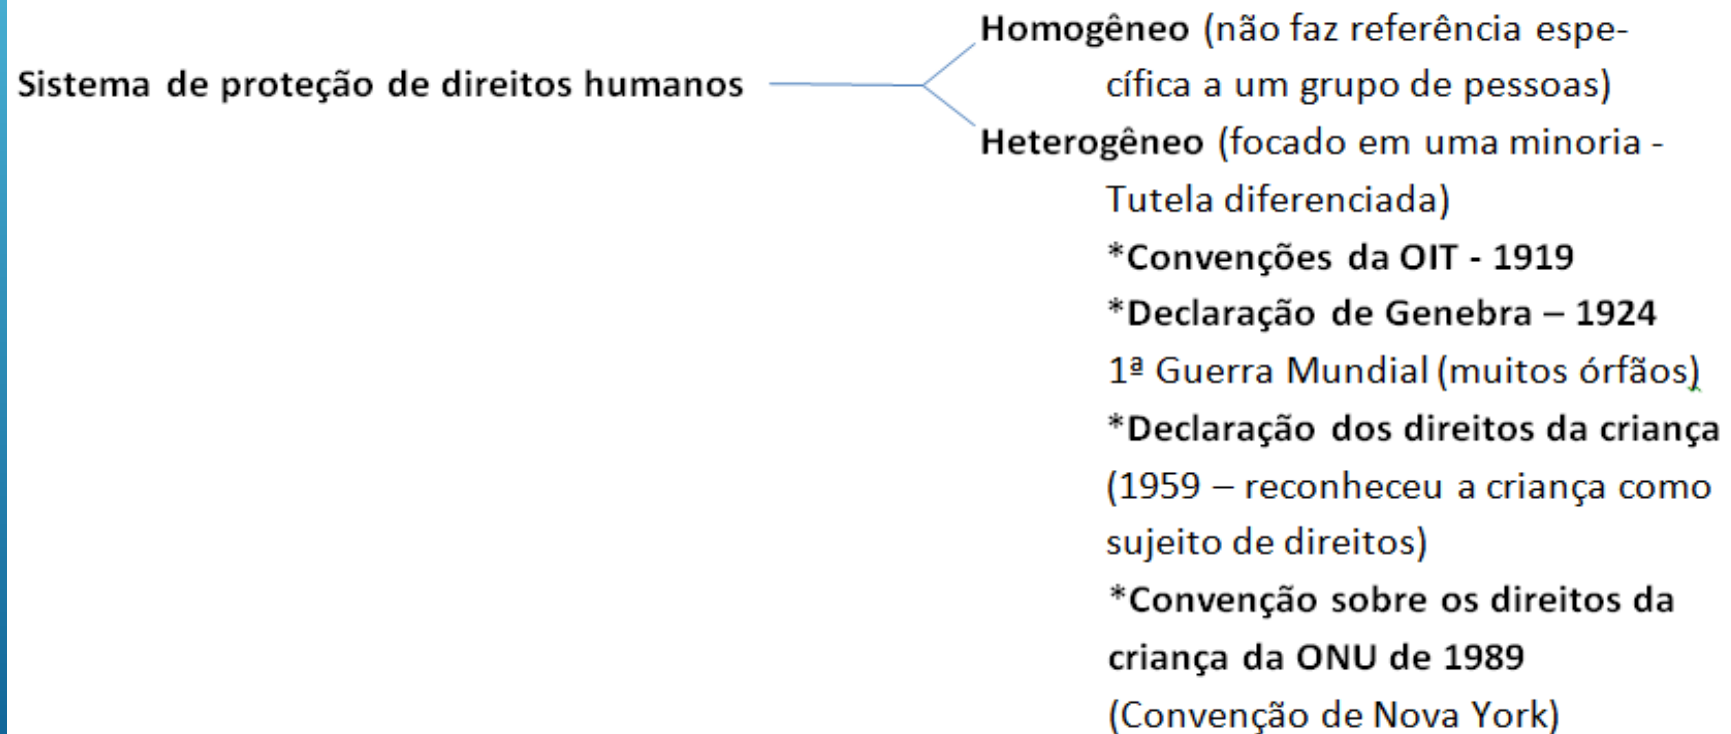 Homogêneo (não faz referência espe-
Sistema de proteção de direitos humanos
cífica a um grupo de pessoas)
Heterogêneo (focado em uma minoria -
Tutela diferenciada)
*Convenções da OIT - 1919
*Declaração de Genebra – 1924
1ª Guerra Mundial (muitos órfãos)
*Declaração dos direitos da criança
(1959 – reconheceu a criança como
sujeito de direitos)
*Convenção sobre os direitos da
criança da ONU de 1989
(Convenção de Nova York)